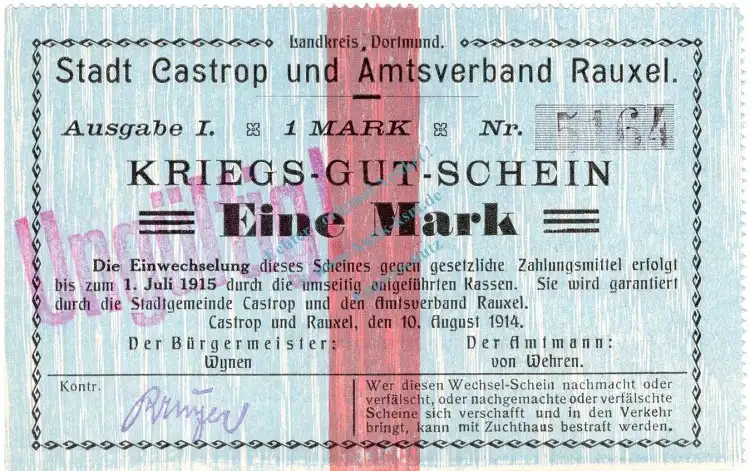 Landkreis Dortmund.
Stadt Castrop und Amtsverband Rauxel.
Ausgabe I. 1 MARK Nr. 5164
KRIEGS-GUT-SCHEIN
Eine Mark
Ungültig!
Die Einwechselung dieses Scheines gegen gesetzliche Zahlungsmittel erfolgt
bis zum 1. Juli 1915 durch die umseitig aufgeführten Kassen. Sie wird garantiert
durch die Stadtgemeinde Castrop und den Amtsverband Rauxel.
Castrop und Rauxel, den 10. August 1914.
Der Bürgermeister: Der Amtmann:
Wynen von Wehren.
Kontr.
Wer diesen Wechsel-Schein nachmacht oder
verfälscht, oder nachgemachte oder verfälschte
Scheine sich verschafft und in den Verkehr
bringt, kann mit Zuchthaus bestraft werden.